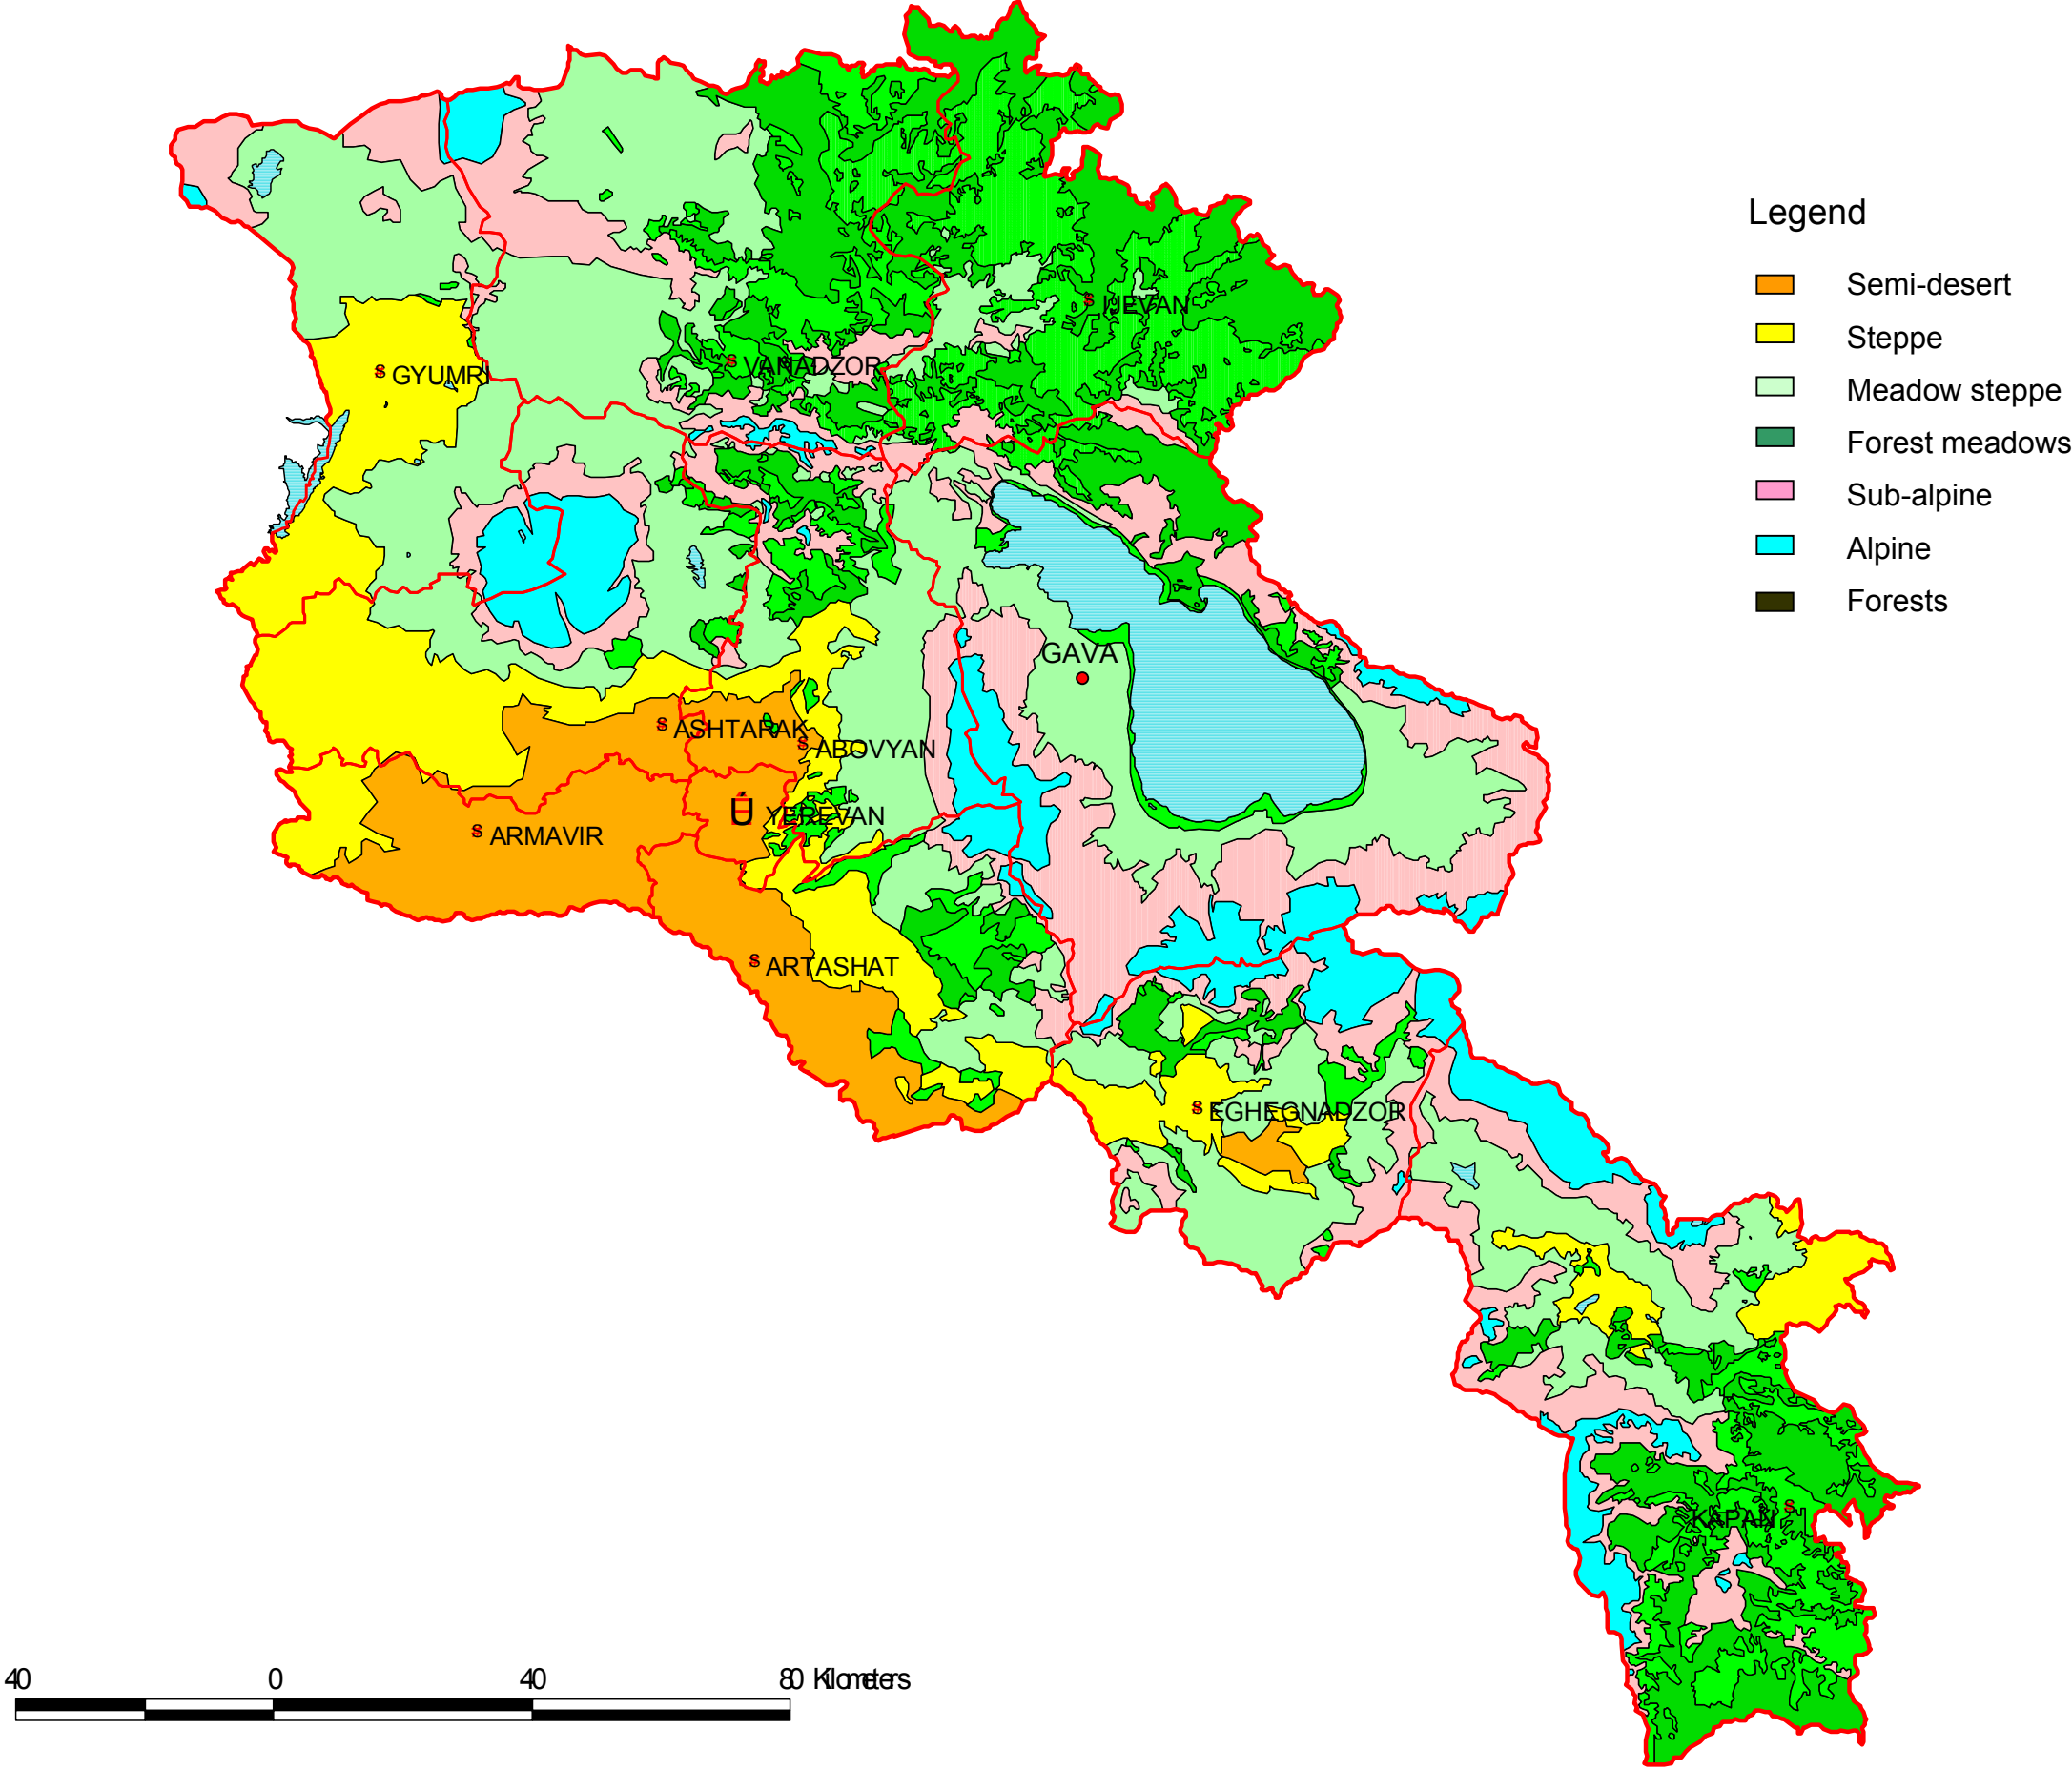 Legend
Semi-desert
Steppe
Meadow steppe
Forest meadows
Sub-alpine
Alpine
Forests
s IJEVAN
s VANADZOR
s GYUMRI
GAVA
s ASHTARAK
s ABOVYAN
Ú YEREVAN
s ARMAVIR
s ARTASHAT
s EGHEGNADZOR
s
KAPAN
40 0 40 80 Kilometers